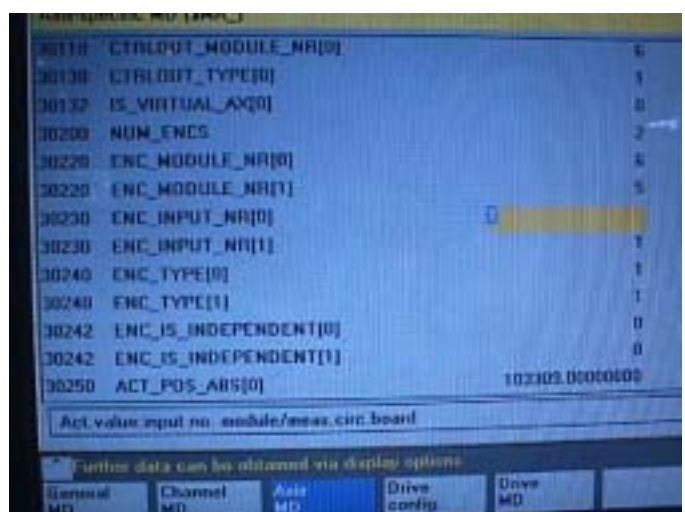 Axis-specific MD ($MA_)
30110 CTRLOUT_MODULE_NR[0] 6
30130 CTRLOUT_TYPE[0] 1
30132 IS_VIRTUAL_AX[0] 0
30200 NUM_ENCS 2
30220 ENC_MODULE_NR[0] 6
30220 ENC_MODULE_NR[1] 5
30230 ENC_INPUT_NR[0]
30230 ENC_INPUT_NR[1] 1
30240 ENC_TYPE[0] 1
30240 ENC_TYPE[1] 1
30242 ENC_IS_INDEPENDENT[0] 0
30242 ENC_IS_INDEPENDENT[1] 0
30250 ACT_POS_ABS[0] 103309.00000000
Act.value input no. module/meas.circ.board
^ Further data can be obtained via display options
General MD Channel MD Axis MD Drive config. Drive MD